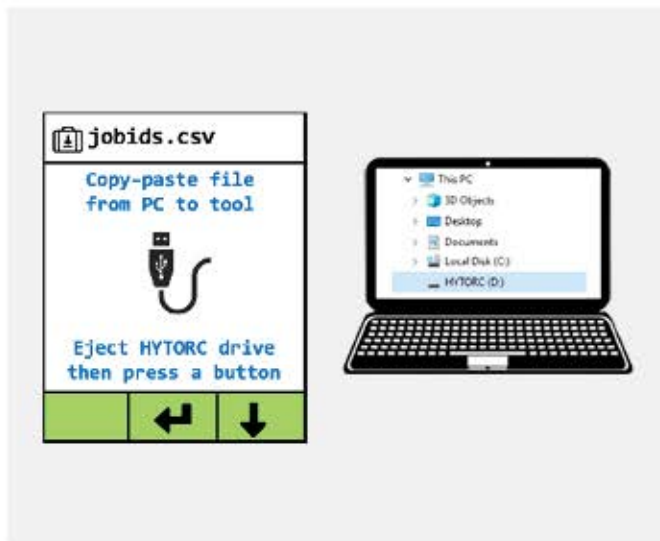 jobids.csv
Copy-paste file
from PC to tool
Eject HYTORC drive
then press a button
This PC
3D Objects
Desktop
Documents
Local Disk (C:)
HYTORC (D:)